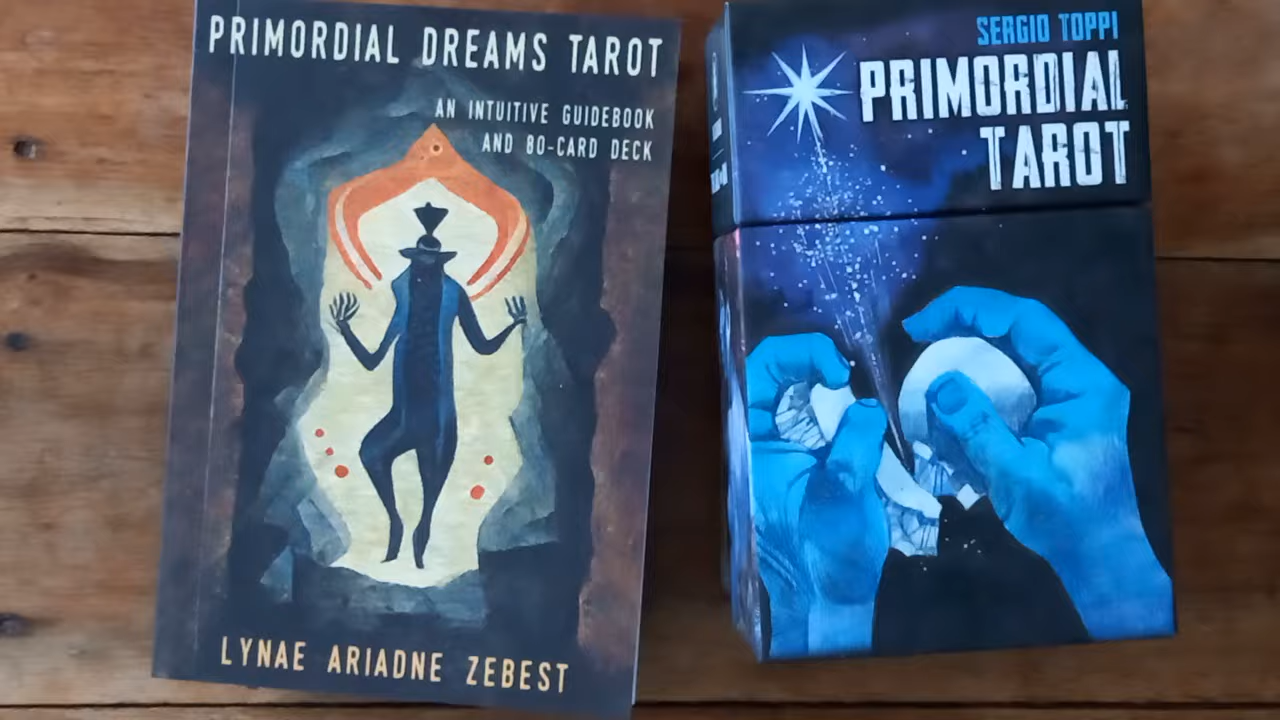 PRIMORDIAL DREAMS TAROT
AN INTUITIVE GUIDEBOOK
AND 80-CARD DECK
LYNAE ARIADNE ZEBEST
SERGIO TOPPI
PRIMORDIAL
TAROT